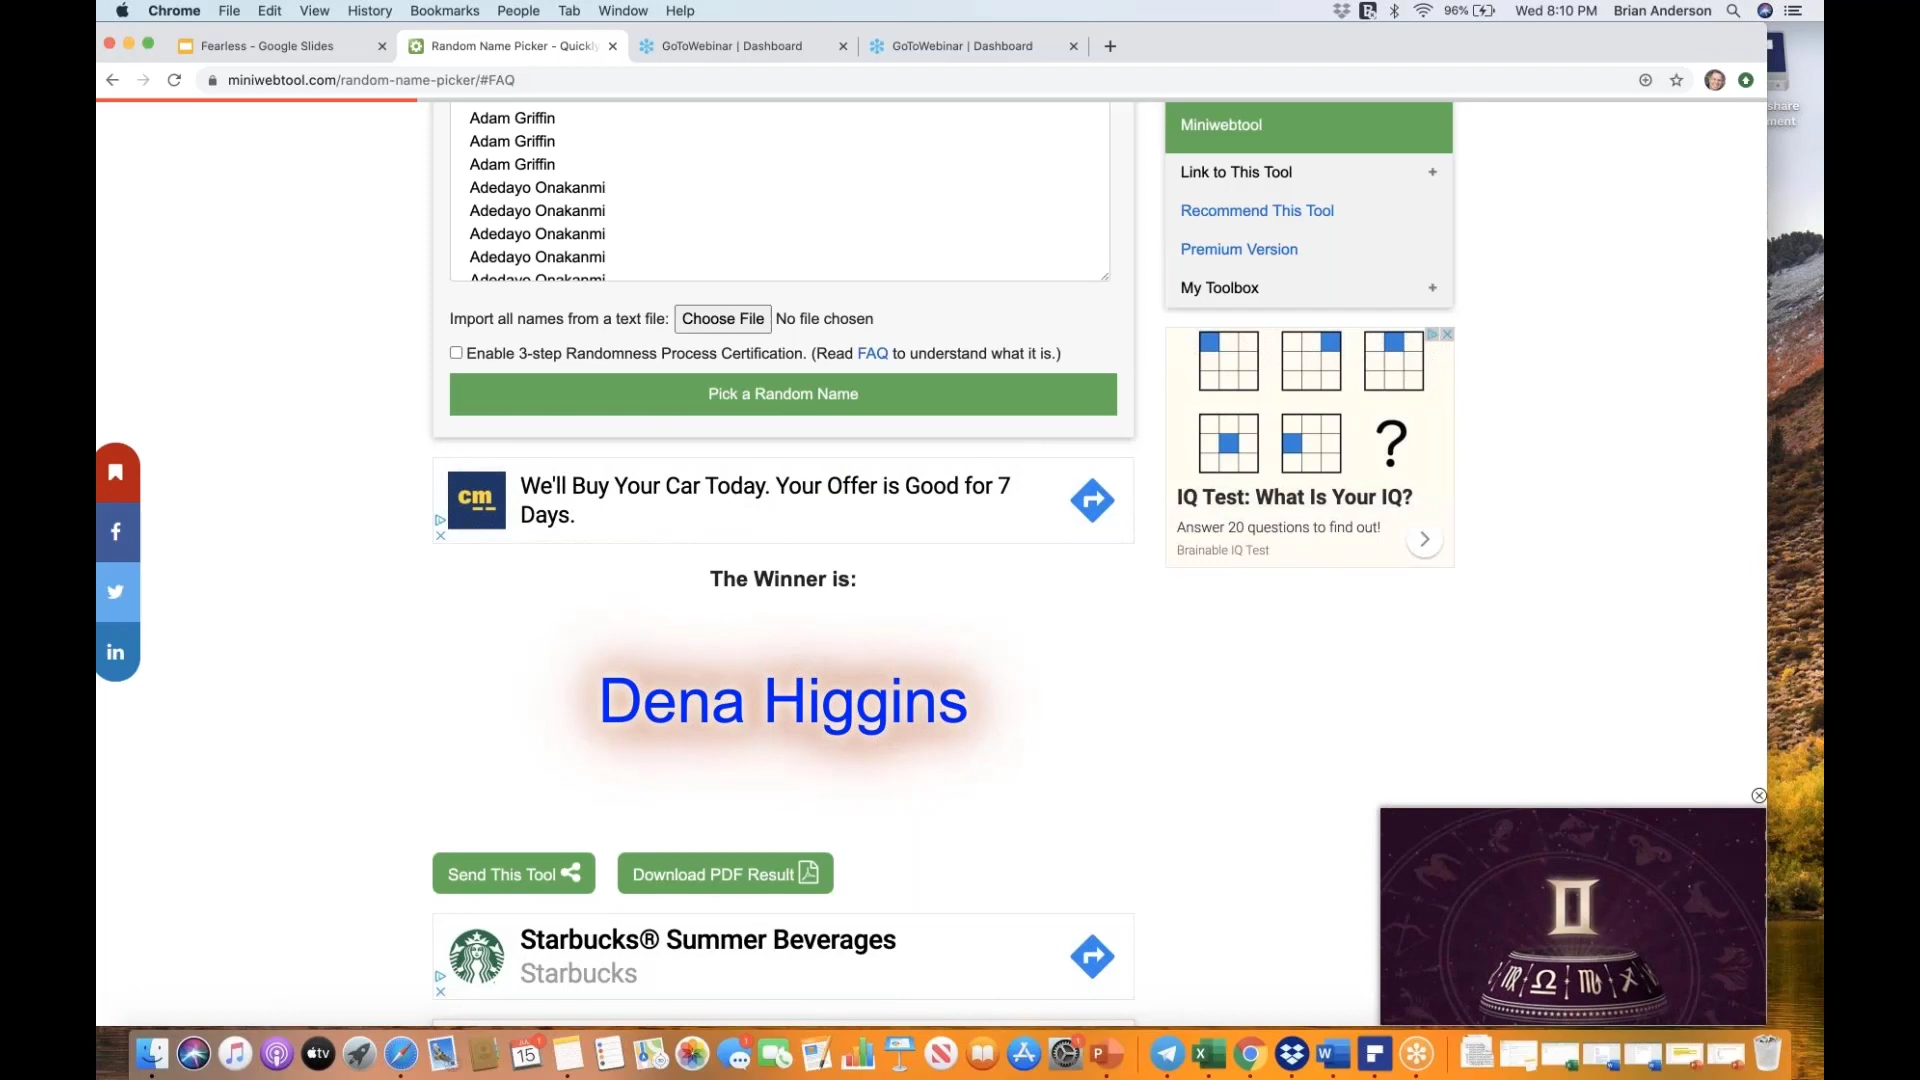 Chrome File Edit View History Bookmarks People Tab Window Help
96% Wed 8:10 PM Brian Anderson
Fearless - Google Slides
Random Name Picker - Quickly
GoToWebinar | Dashboard
GoToWebinar | Dashboard
miniwebtool.com/random-name-picker/#FAQ
Adam Griffin
Adam Griffin
Adam Griffin
Adedayo Onakanmi
Adedayo Onakanmi
Adedayo Onakanmi
Adedayo Onakanmi
Adedayo Onakanmi
Import all names from a text file: Choose File No file chosen
Enable 3-step Randomness Process Certification. (Read FAQ to understand what it is.)
Pick a Random Name
cm
We'll Buy Your Car Today. Your Offer is Good for 7
Days.
The Winner is:
Dena Higgins
Send This Tool
Download PDF Result
Starbucks® Summer Beverages
Starbucks
Miniwebtool
Link to This Tool +
Recommend This Tool
Premium Version
My Toolbox +
?
IQ Test: What Is Your IQ?
Answer 20 questions to find out!
Brainable IQ Test
share
ment
tv
15